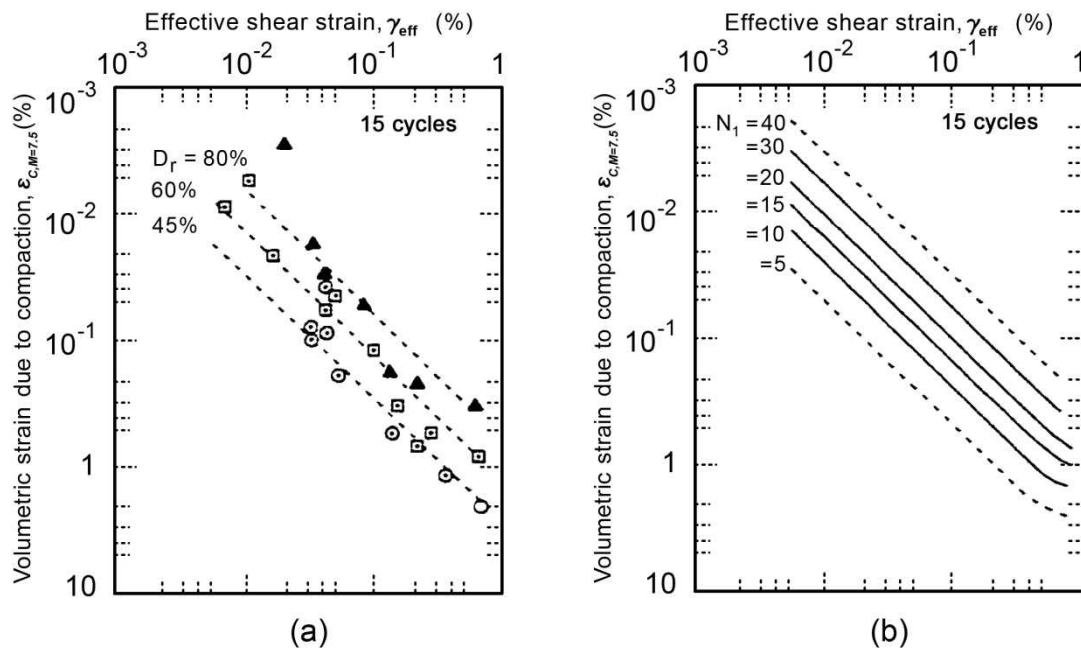 Effective shear strain, γeff (%)
10^-3 10^-2 10^-1 1
Volumetric strain due to compaction, εC,M=7.5(%)
10^-3
15 cycles
Dr = 80%
60%
10^-2
45%
10^-1
1
10
(a)
Effective shear strain, γeff (%)
10^-3 10^-2 10^-1 1
Volumetric strain due to compaction, εC,M=7.5(%)
10^-3
N1 =40
15 cycles
=30
=20
10^-2
=15
=10
=5
10^-1
1
10
(b)